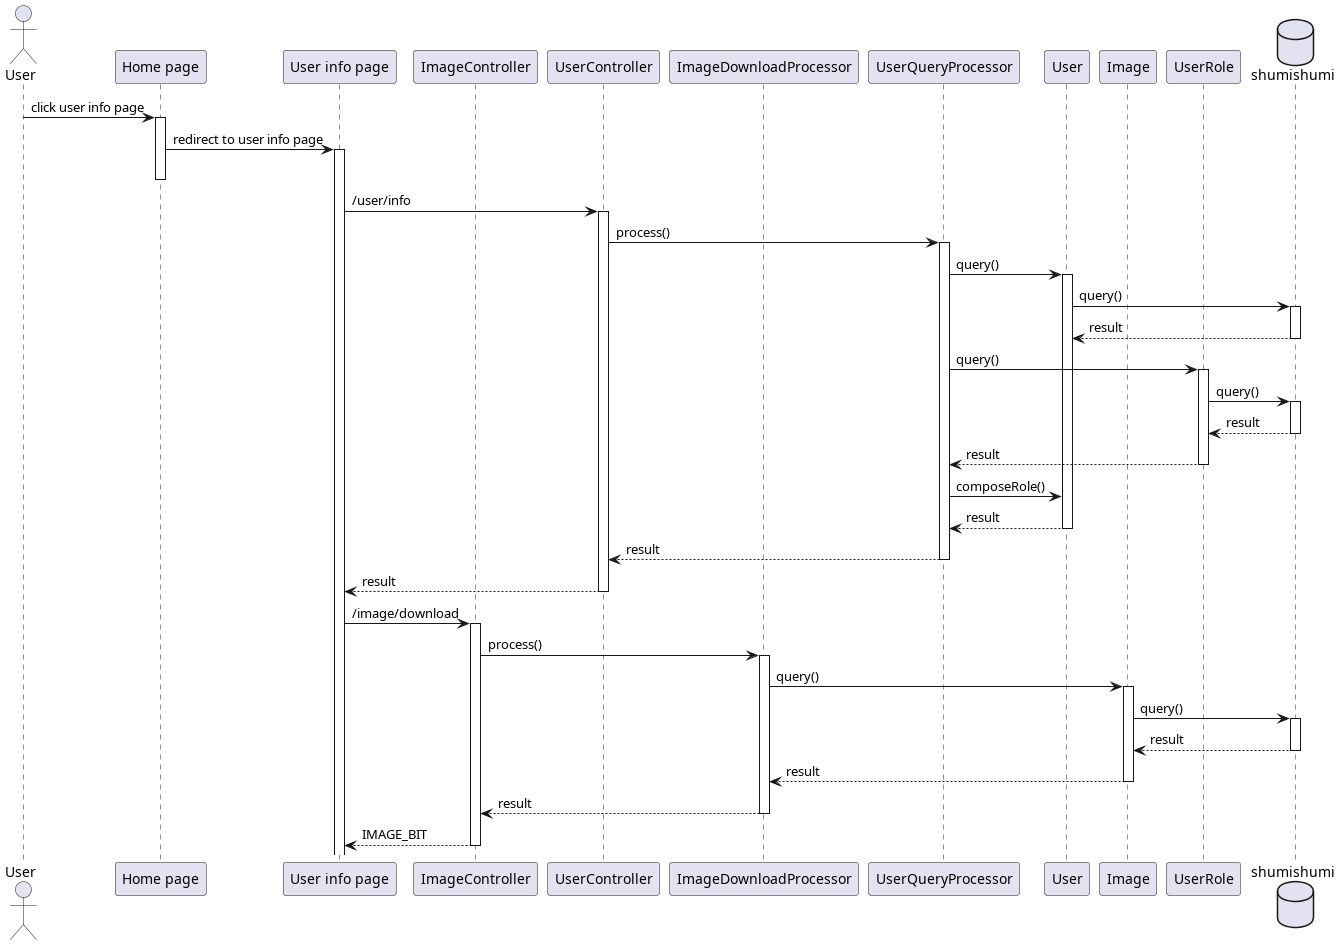 User
Home page
User info page
ImageController
UserController
ImageDownloadProcessor
UserQueryProcessor
User
Image
UserRole
shumishumi
click user info page
redirect to user info page
/user/info
process()
query()
query()
result
query()
query()
result
result
composeRole()
result
result
result
/image/download
process()
query()
query()
result
result
result
IMAGE_BIT
User
Home page
User info page
ImageController
UserController
ImageDownloadProcessor
UserQueryProcessor
User
Image
UserRole
shumishumi